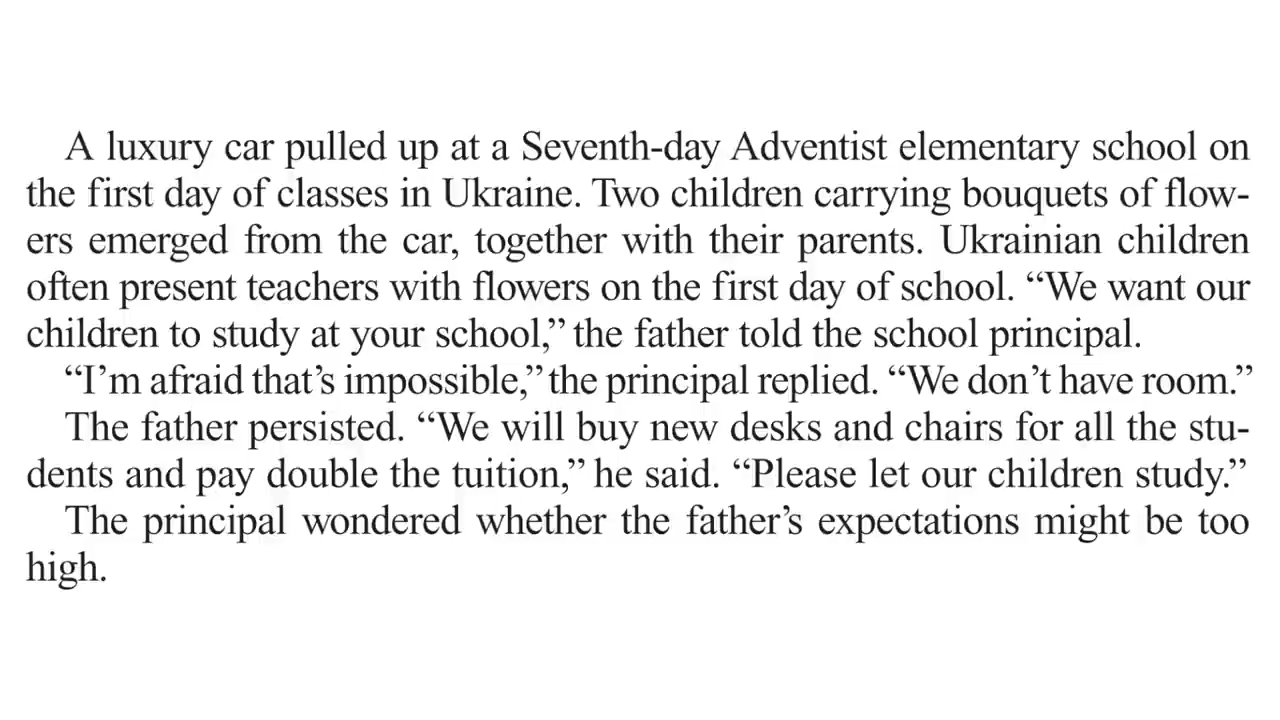 A luxury car pulled up at a Seventh-day Adventist elementary school on
the first day of classes in Ukraine. Two children carrying bouquets of flow-
ers emerged from the car, together with their parents. Ukrainian children
often present teachers with flowers on the first day of school. “We want our
children to study at your school,” the father told the school principal.
“I’m afraid that’s impossible,” the principal replied. “We don’t have room.”
The father persisted. “We will buy new desks and chairs for all the stu-
dents and pay double the tuition,” he said. “Please let our children study.”
The principal wondered whether the father’s expectations might be too
high.